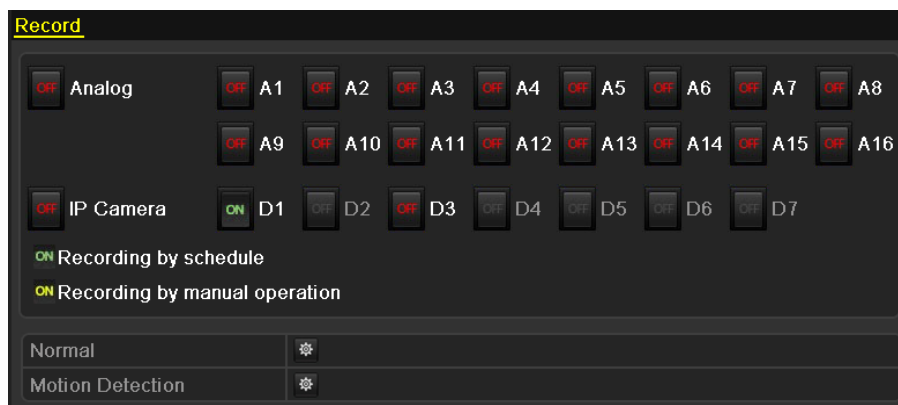 Record
OFF Analog OFF A1 OFF A2 OFF A3 OFF A4 OFF A5 OFF A6 OFF A7 OFF A8
OFF A9 OFF A10 OFF A11 OFF A12 OFF A13 OFF A14 OFF A15 OFF A16
OFF IP Camera ON D1 OFF D2 OFF D3 OFF D4 OFF D5 OFF D6 OFF D7
ON Recording by schedule
ON Recording by manual operation
Normal
Motion Detection